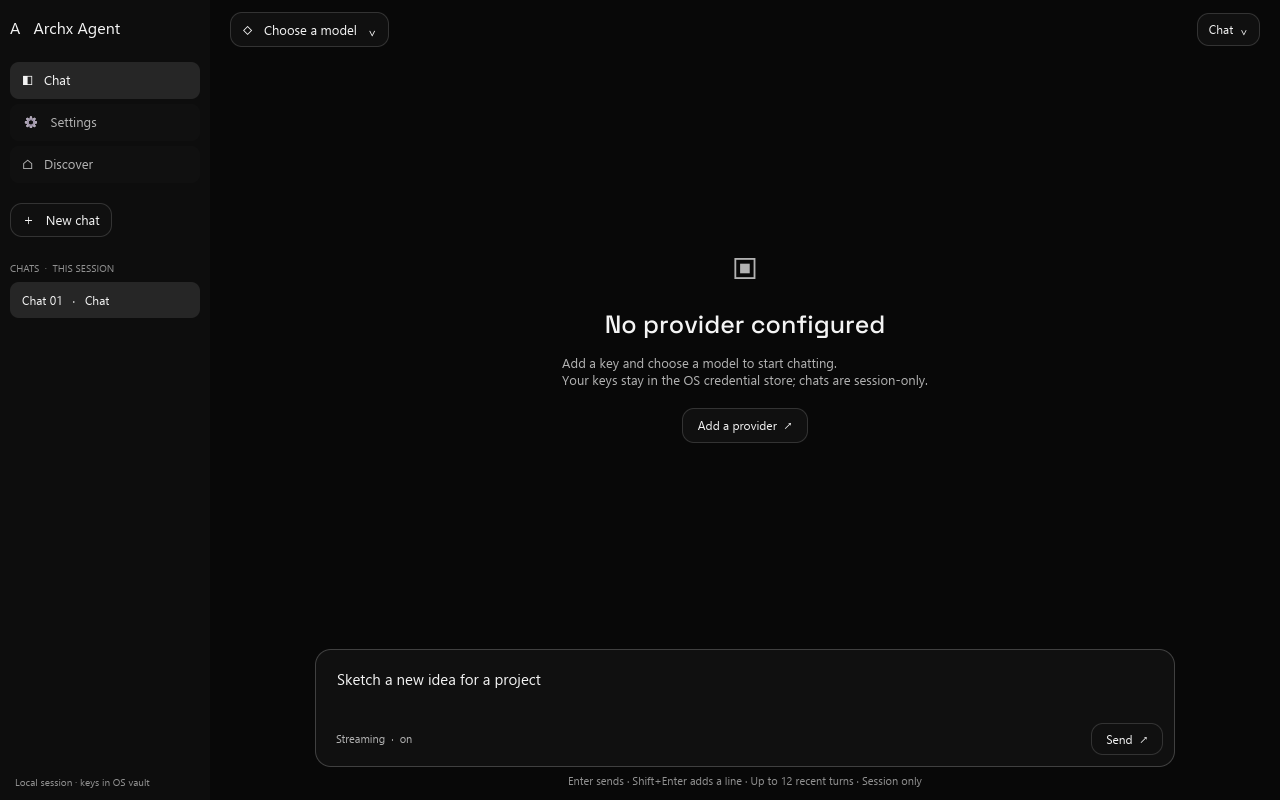 A Archx Agent
Chat
Settings
Discover
+ New chat
CHATS · THIS SESSION
Chat 01 · Chat
Local session · keys in OS vault
Choose a model
Chat
No provider configured
Add a key and choose a model to start chatting.
Your keys stay in the OS credential store; chats are session-only.
Add a provider ↗
Sketch a new idea for a project
Streaming · on
Send ↗
Enter sends · Shift+Enter adds a line · Up to 12 recent turns · Session only